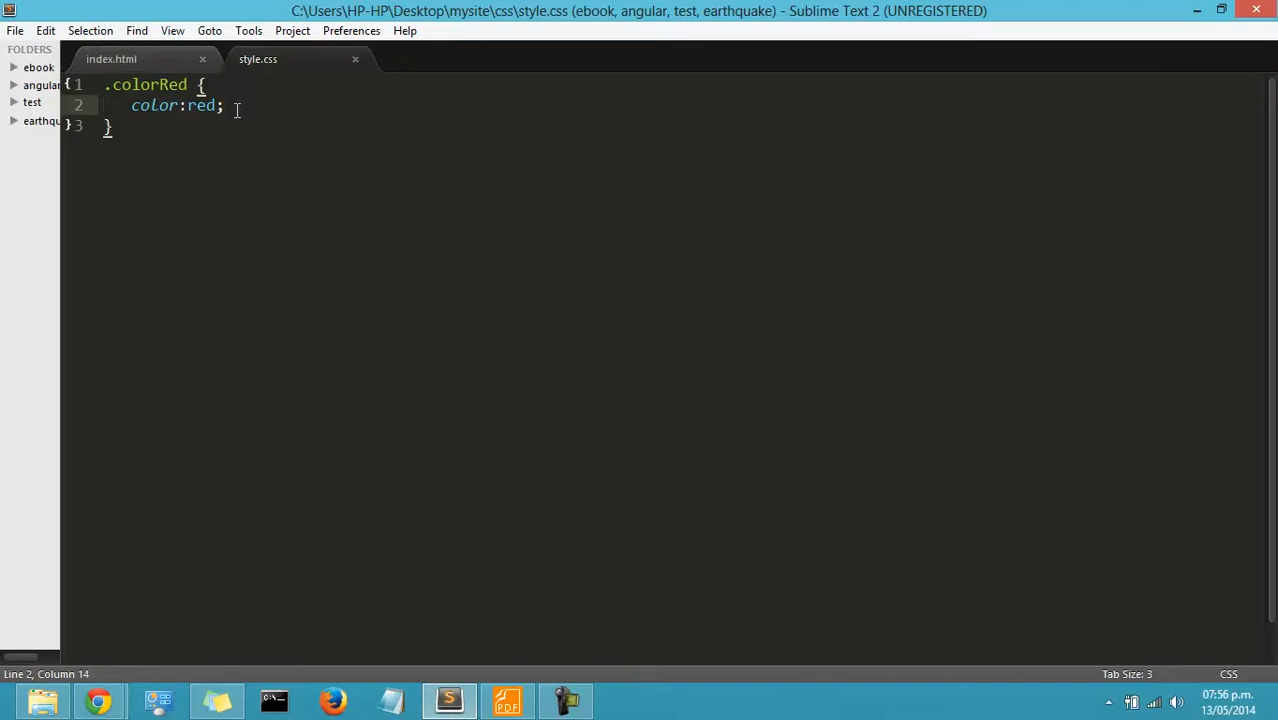 C:\Users\HP-HP\Desktop\mysite\css\style.css (ebook, angular, test, earthquake) - Sublime Text 2 (UNREGISTERED)
File Edit Selection Find View Goto Tools Project Preferences Help
FOLDERS
ebook
angular
test
earthqu
index.html
style.css
1 .colorRed {
2 color:red;
3 }
Line 2, Column 14
Tab Size: 3
CSS
PDF
07:56 p.m.
13/05/2014